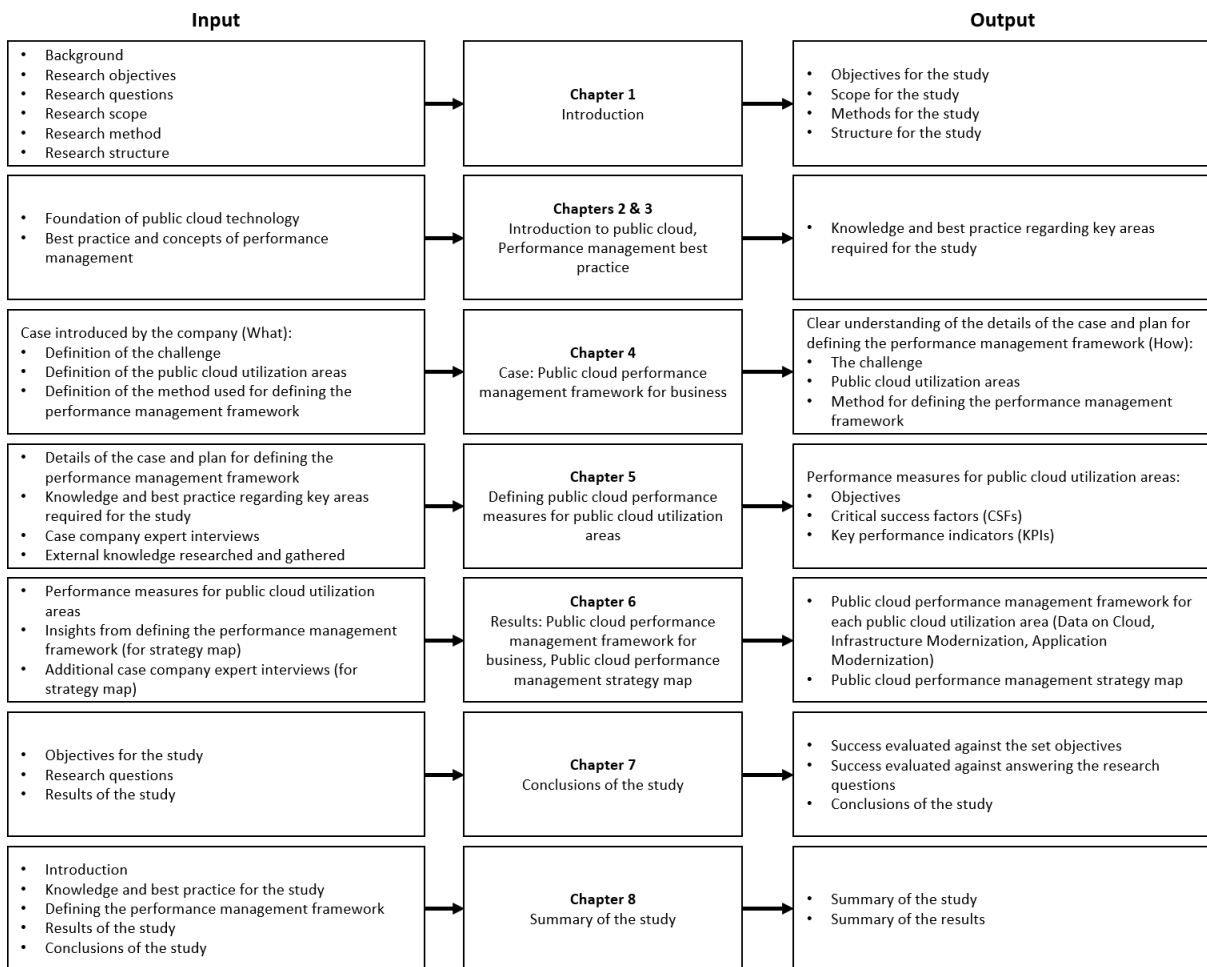 Input
Output
• Background
• Research objectives
• Research questions
• Research scope
• Research method
• Research structure
Chapter 1
Introduction
• Objectives for the study
• Scope for the study
• Methods for the study
• Structure for the study
• Foundation of public cloud technology
• Best practice and concepts of performance
management
Chapters 2 & 3
Introduction to public cloud,
Performance management best
practice
• Knowledge and best practice regarding key areas
required for the study
Case introduced by the company (What):
• Definition of the challenge
• Definition of the public cloud utilization areas
• Definition of the method used for defining the
performance management framework
Chapter 4
Case: Public cloud performance
management framework for business
Clear understanding of the details of the case and plan for
defining the performance management framework (How):
• The challenge
• Public cloud utilization areas
• Method for defining the performance management
framework
• Details of the case and plan for defining the
performance management framework
• Knowledge and best practice regarding key areas
required for the study
• Case company expert interviews
• External knowledge researched and gathered
Chapter 5
Defining public cloud performance
measures for public cloud utilization
areas
Performance measures for public cloud utilization areas:
• Objectives
• Critical success factors (CSFs)
• Key performance indicators (KPIs)
• Performance measures for public cloud utilization
areas
• Insights from defining the performance management
framework (for strategy map)
• Additional case company expert interviews (for
strategy map)
Chapter 6
Results: Public cloud performance
management framework for
business, Public cloud performance
management strategy map
• Public cloud performance management framework for
each public cloud utilization area (Data on Cloud,
Infrastructure Modernization, Application
Modernization)
• Public cloud performance management strategy map
• Objectives for the study
• Research questions
• Results of the study
Chapter 7
Conclusions of the study
• Success evaluated against the set objectives
• Success evaluated against answering the research
questions
• Conclusions of the study
• Introduction
• Knowledge and best practice for the study
• Defining the performance management framework
• Results of the study
• Conclusions of the study
Chapter 8
Summary of the study
• Summary of the study
• Summary of the results